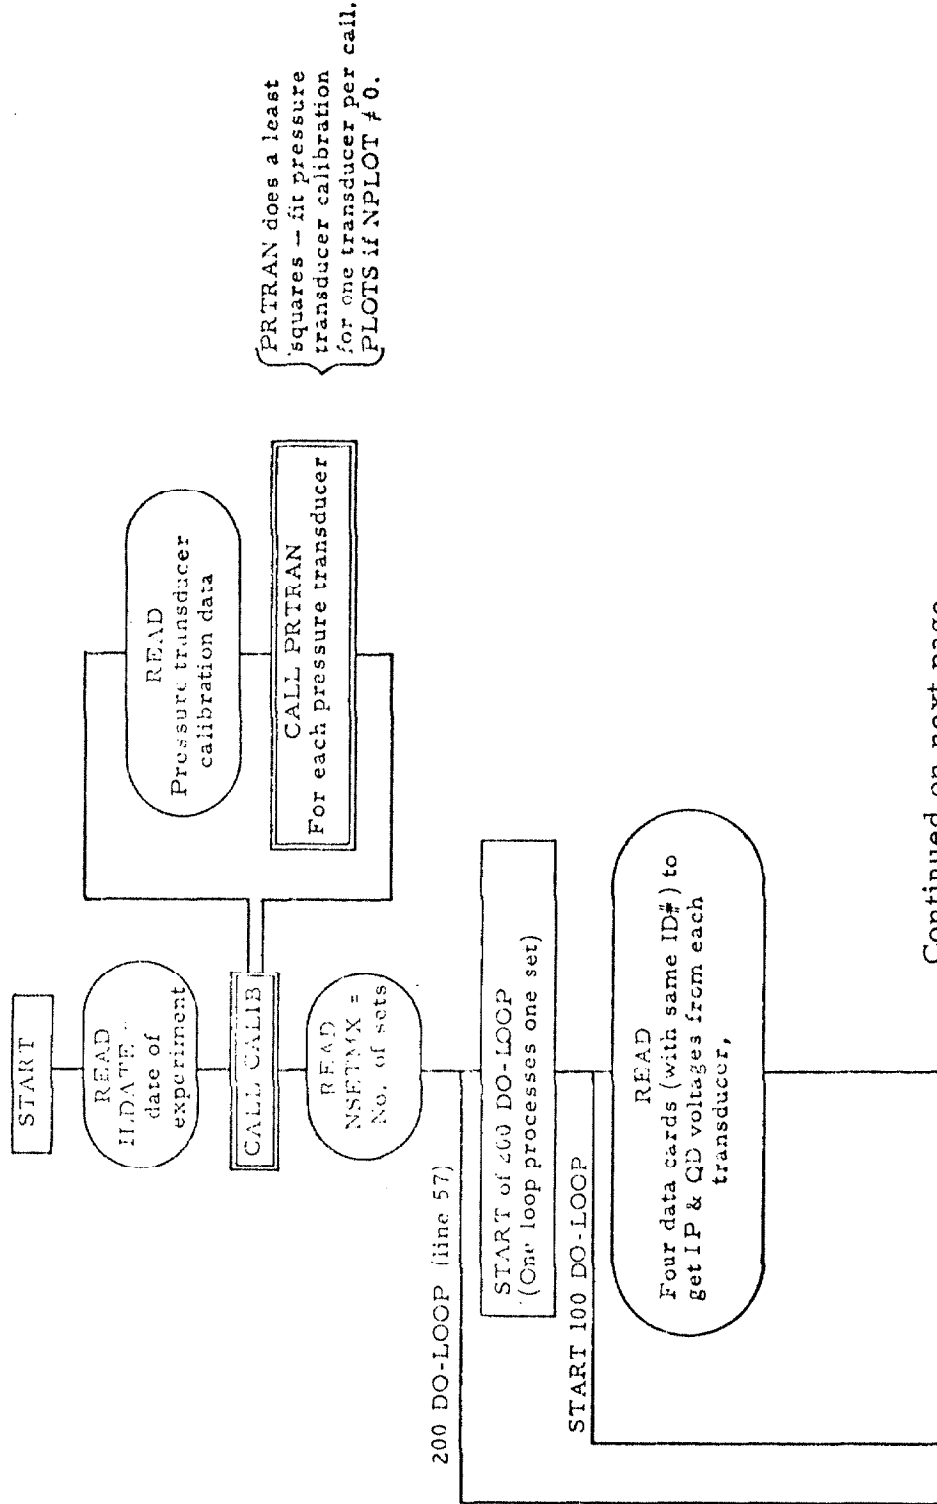 START
READ
ILDATE -
date of
experiment
CALL CALIB
READ
Pressure transducer
calibration data
CALL PRTRAN
For each pressure transducer
PRTRAN does a least
squares – fit pressure
transducer calibration
for one transducer per call.
PLOTS if NPLOT ≠ 0.
READ
NSETMX =
No. of sets
200 DO-LOOP (line 57)
START of 200 DO-LOOP
(One loop processes one set)
START 100 DO-LOOP
READ
Four data cards (with same ID#) to
get IP & QD voltages from each
transducer,
Continued on next page